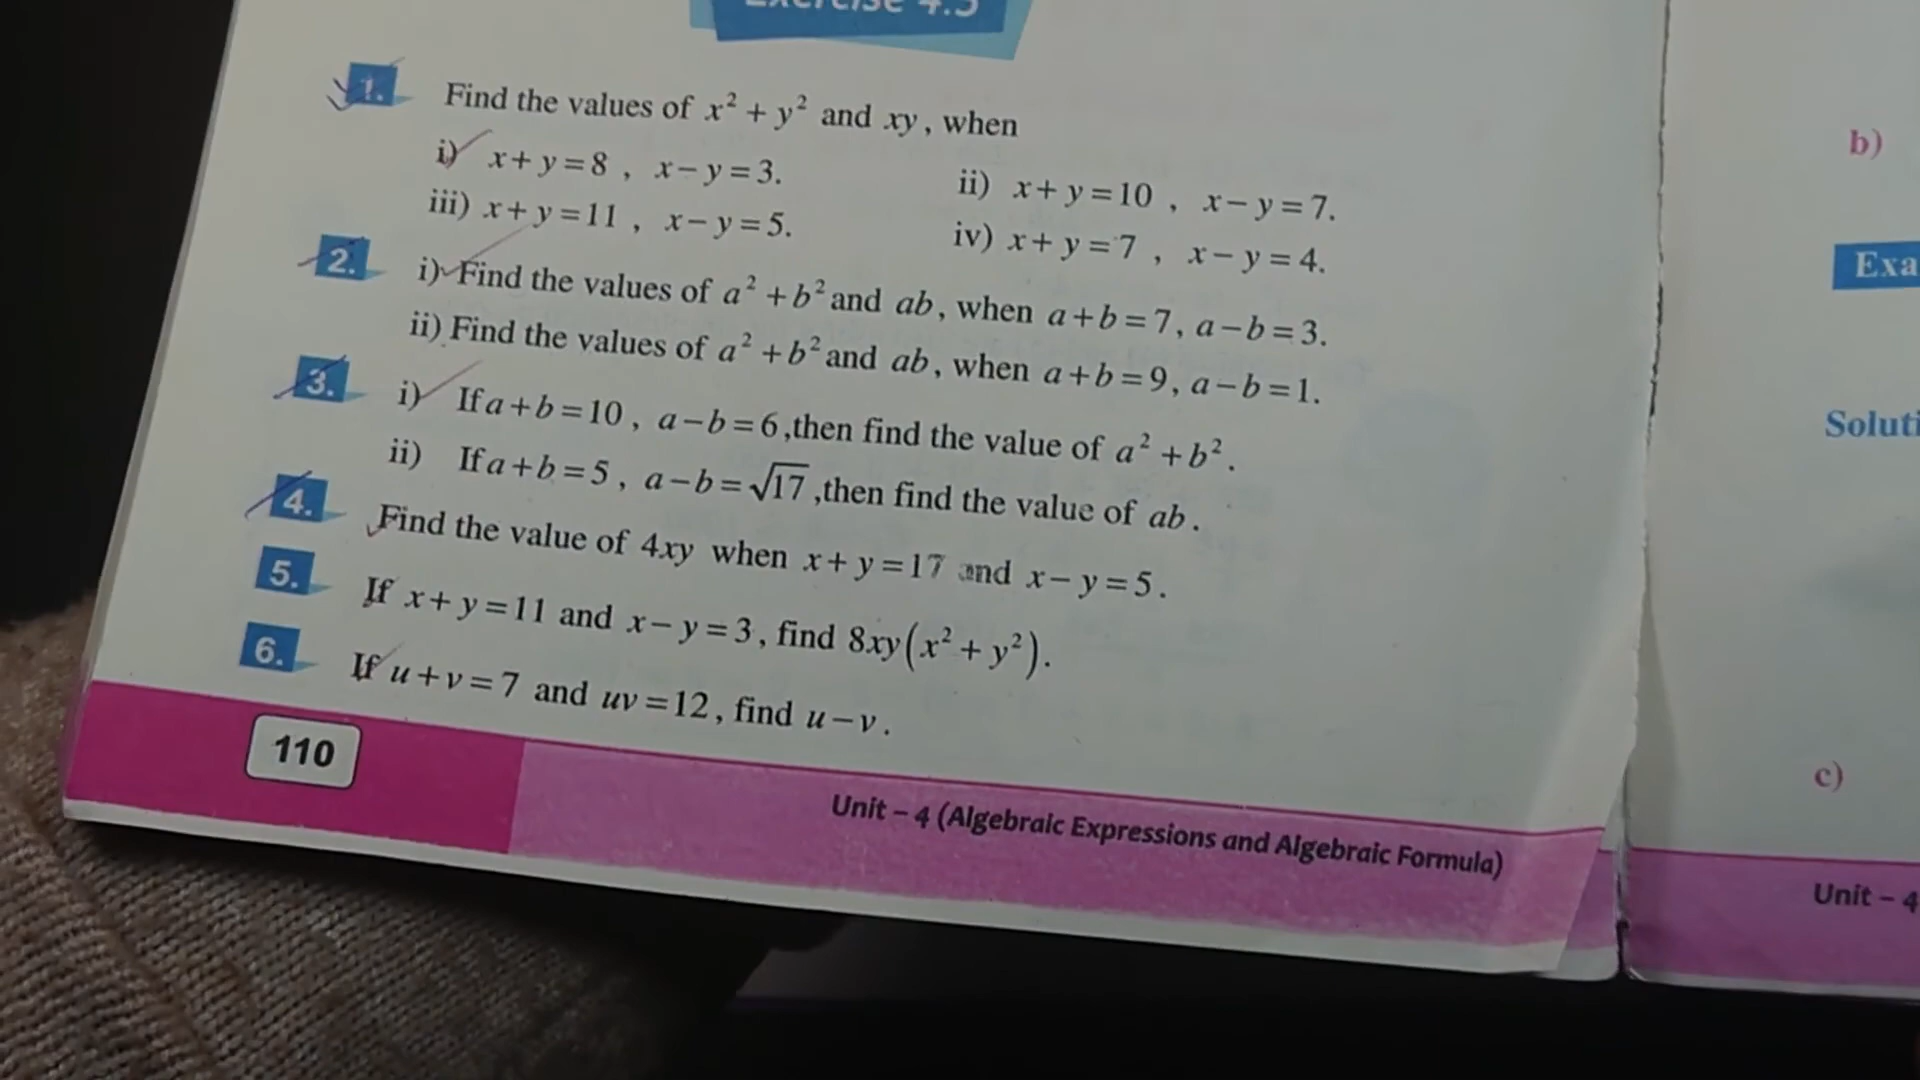 Exercise 4.5
1. Find the values of x² + y² and xy, when
i) x+y=8, x−y=3.
ii) x+y=10, x−y=7.
iii) x+y=11, x−y=5.
iv) x+y=7, x−y=4.
2. i) Find the values of a²+b² and ab, when a+b=7, a−b=3.
ii) Find the values of a²+b² and ab, when a+b=9, a−b=1.
3. i) If a+b=10, a−b=6, then find the value of a²+b².
ii) If a+b=5, a−b=√17, then find the value of ab.
4. Find the value of 4xy when x+y=17 and x−y=5.
5. If x+y=11 and x−y=3, find 8xy(x²+y²).
6. If u+v=7 and uv=12, find u−v.
110
Unit – 4 (Algebraic Expressions and Algebraic Formula)
b)
Exa
Soluti
c)
Unit – 4